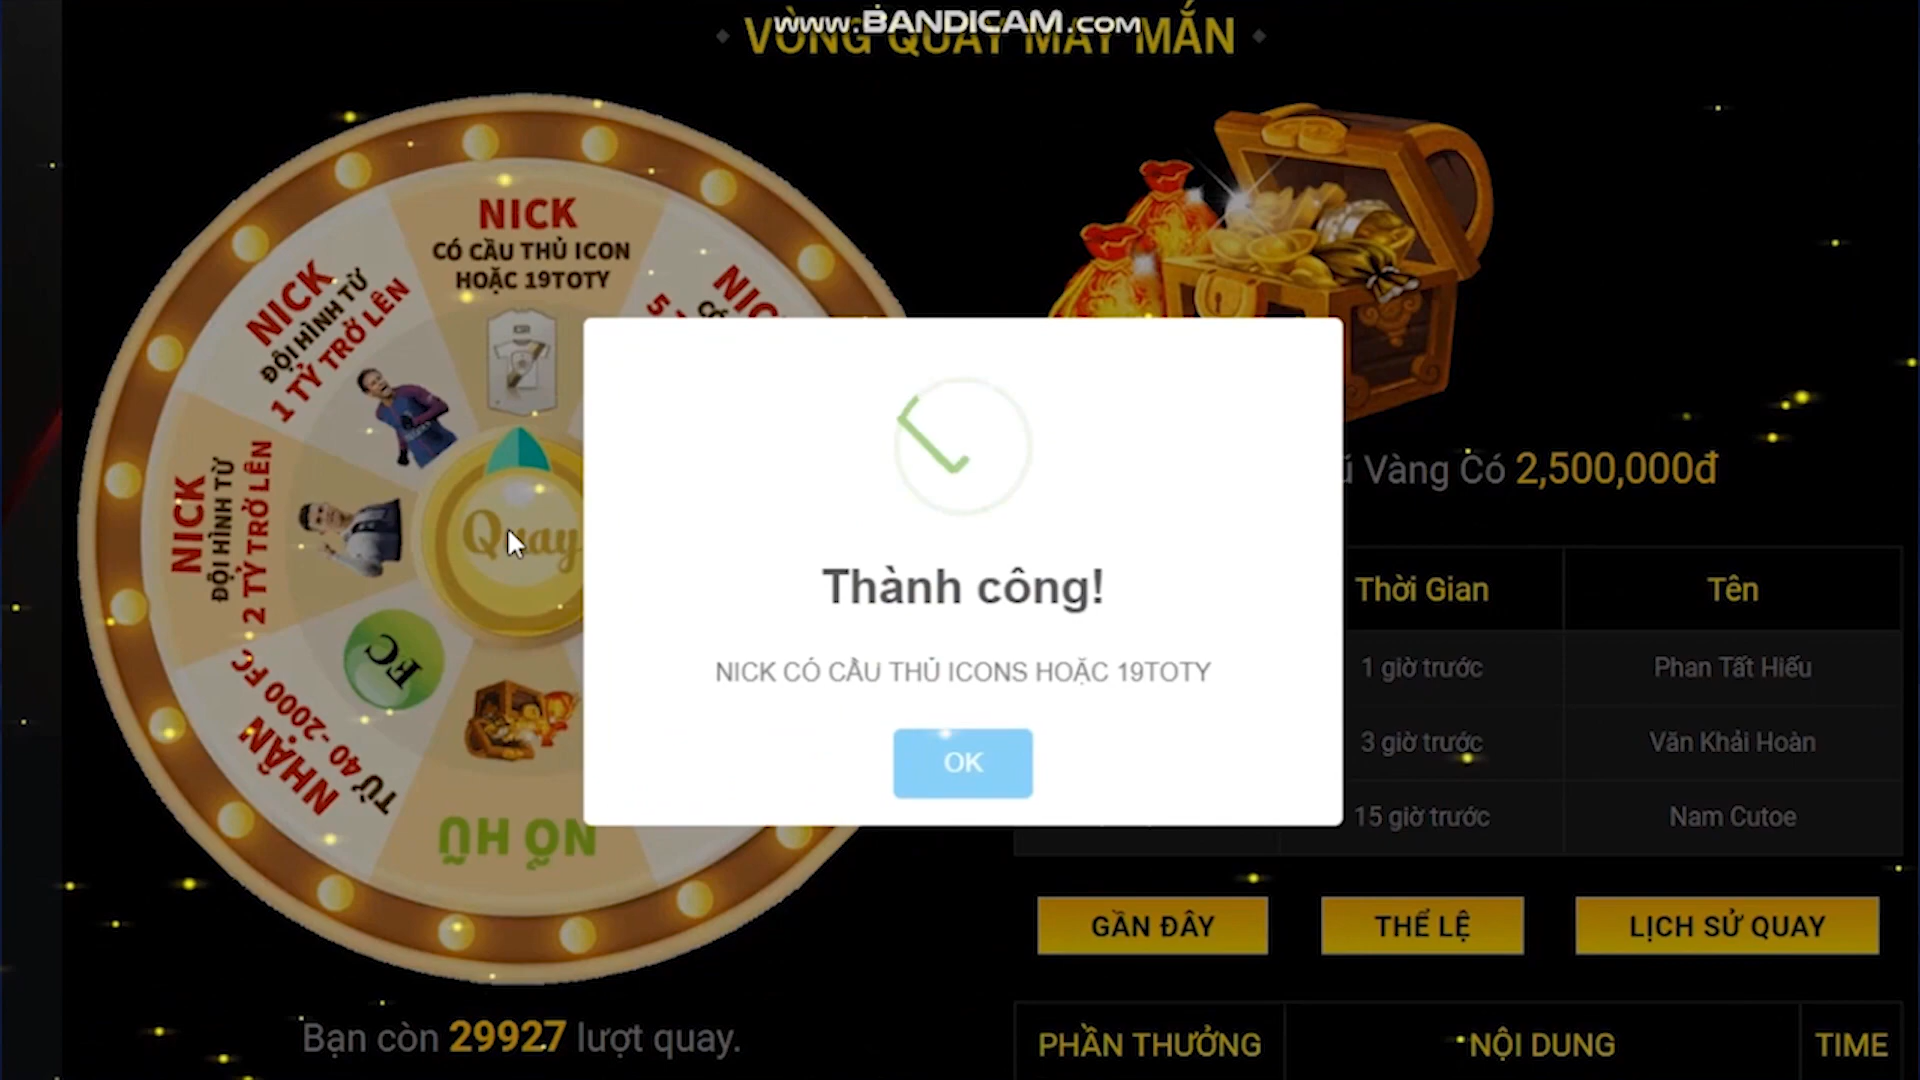 www.BANDICAM.com
VÒNG QUAY MAY MẮN
NICK
CÓ CẦU THỦ ICON
HOẶC 19TOTY
NICK
ĐỘI HÌNH TỪ
1 TỶ TRỞ LÊN
NICK
ĐỘI HÌNH TỪ
2 TỶ TRỞ LÊN
NHẬN
TỪ 40 -2000 FC
FC
NỔ HŨ
Quay
Thành công!
NICK CÓ CẦU THỦ ICONS HOẶC 19TOTY
OK
Vàng Có 2,500,000đ
Thời Gian Tên
1 giờ trước Phan Tất Hiếu
3 giờ trước Văn Khải Hoàn
15 giờ trước Nam Cutoe
GẦN ĐÂY THỂ LỆ LỊCH SỬ QUAY
Bạn còn 29927 lượt quay.
PHẦN THƯỞNG NỘI DUNG TIME